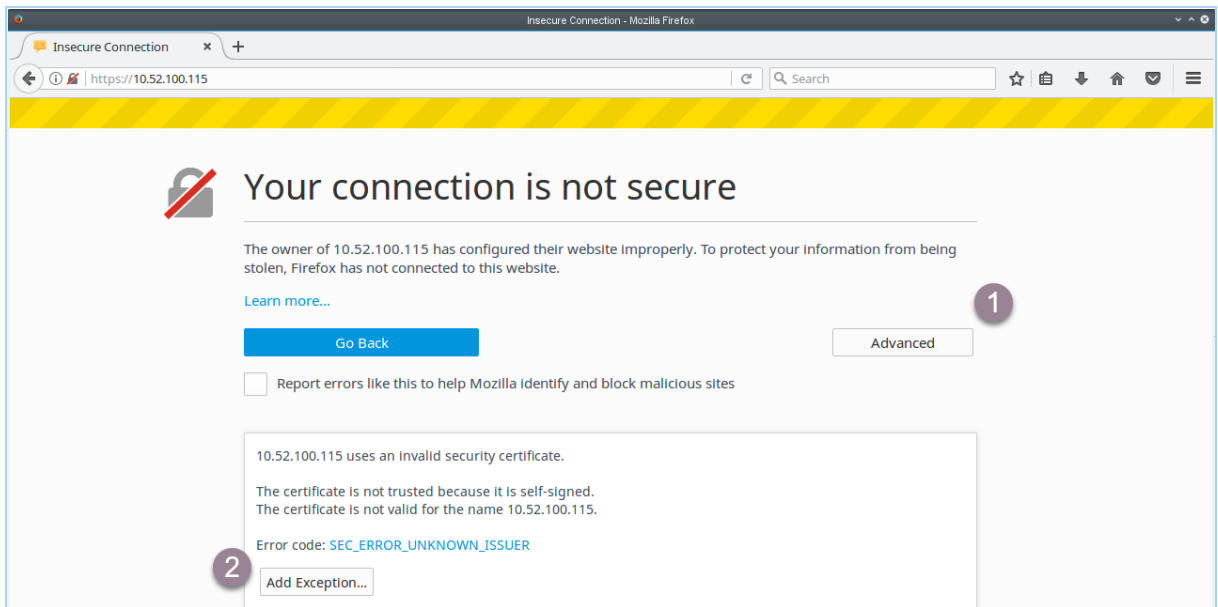 Insecure Connection - Mozilla Firefox
Insecure Connection
https://10.52.100.115
Search
Your connection is not secure
The owner of 10.52.100.115 has configured their website improperly. To protect your information from being
stolen, Firefox has not connected to this website.
Learn more...
1
Go Back
Advanced
Report errors like this to help Mozilla identify and block malicious sites
10.52.100.115 uses an invalid security certificate.
The certificate is not trusted because it is self-signed.
The certificate is not valid for the name 10.52.100.115.
Error code: SEC_ERROR_UNKNOWN_ISSUER
2
Add Exception...